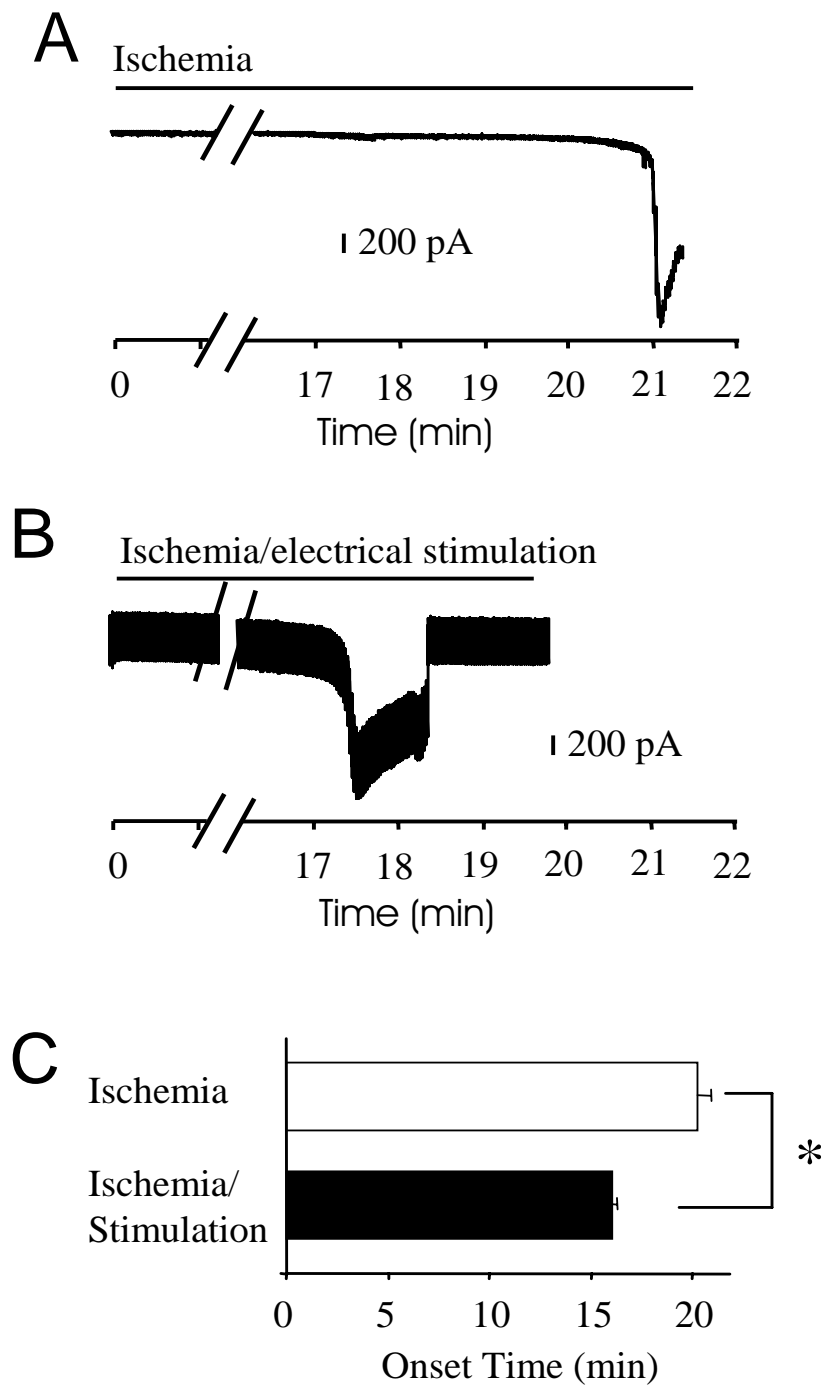 A
Ischemia
200 pA
0 17 18 19 20 21 22
Time (min)
B
Ischemia/electrical stimulation
200 pA
0 17 18 19 20 21 22
Time (min)
C
Ischemia
*
Ischemia/
Stimulation
0 5 10 15 20
Onset Time (min)